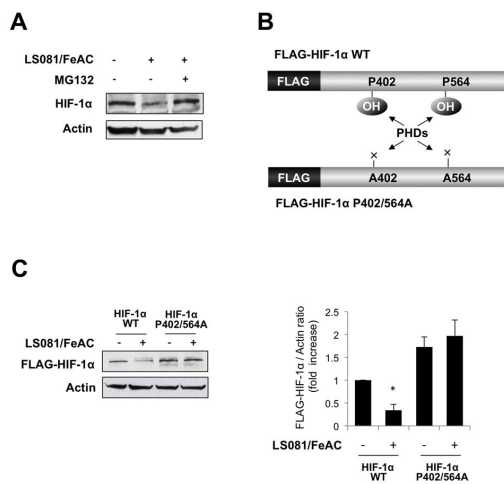 A
LS081/FeAC - + +
MG132 +
HIF-1α
Actin
B
FLAG-HIF-1α WT
FLAG P402 P564
OH OH
PHDs
× ×
FLAG A402 A564
FLAG-HIF-1α P402/564A
C
HIF-1α WT HIF-1α P402/564A
LS081/FeAC - + - +
FLAG-HIF-1α
Actin
FLAG-HIF-1α / Actin ratio
(fold increase)
2.5
2
1.5
1
0.5
0
*
LS081/FeAC - + - +
HIF-1α WT HIF-1α P402/564A